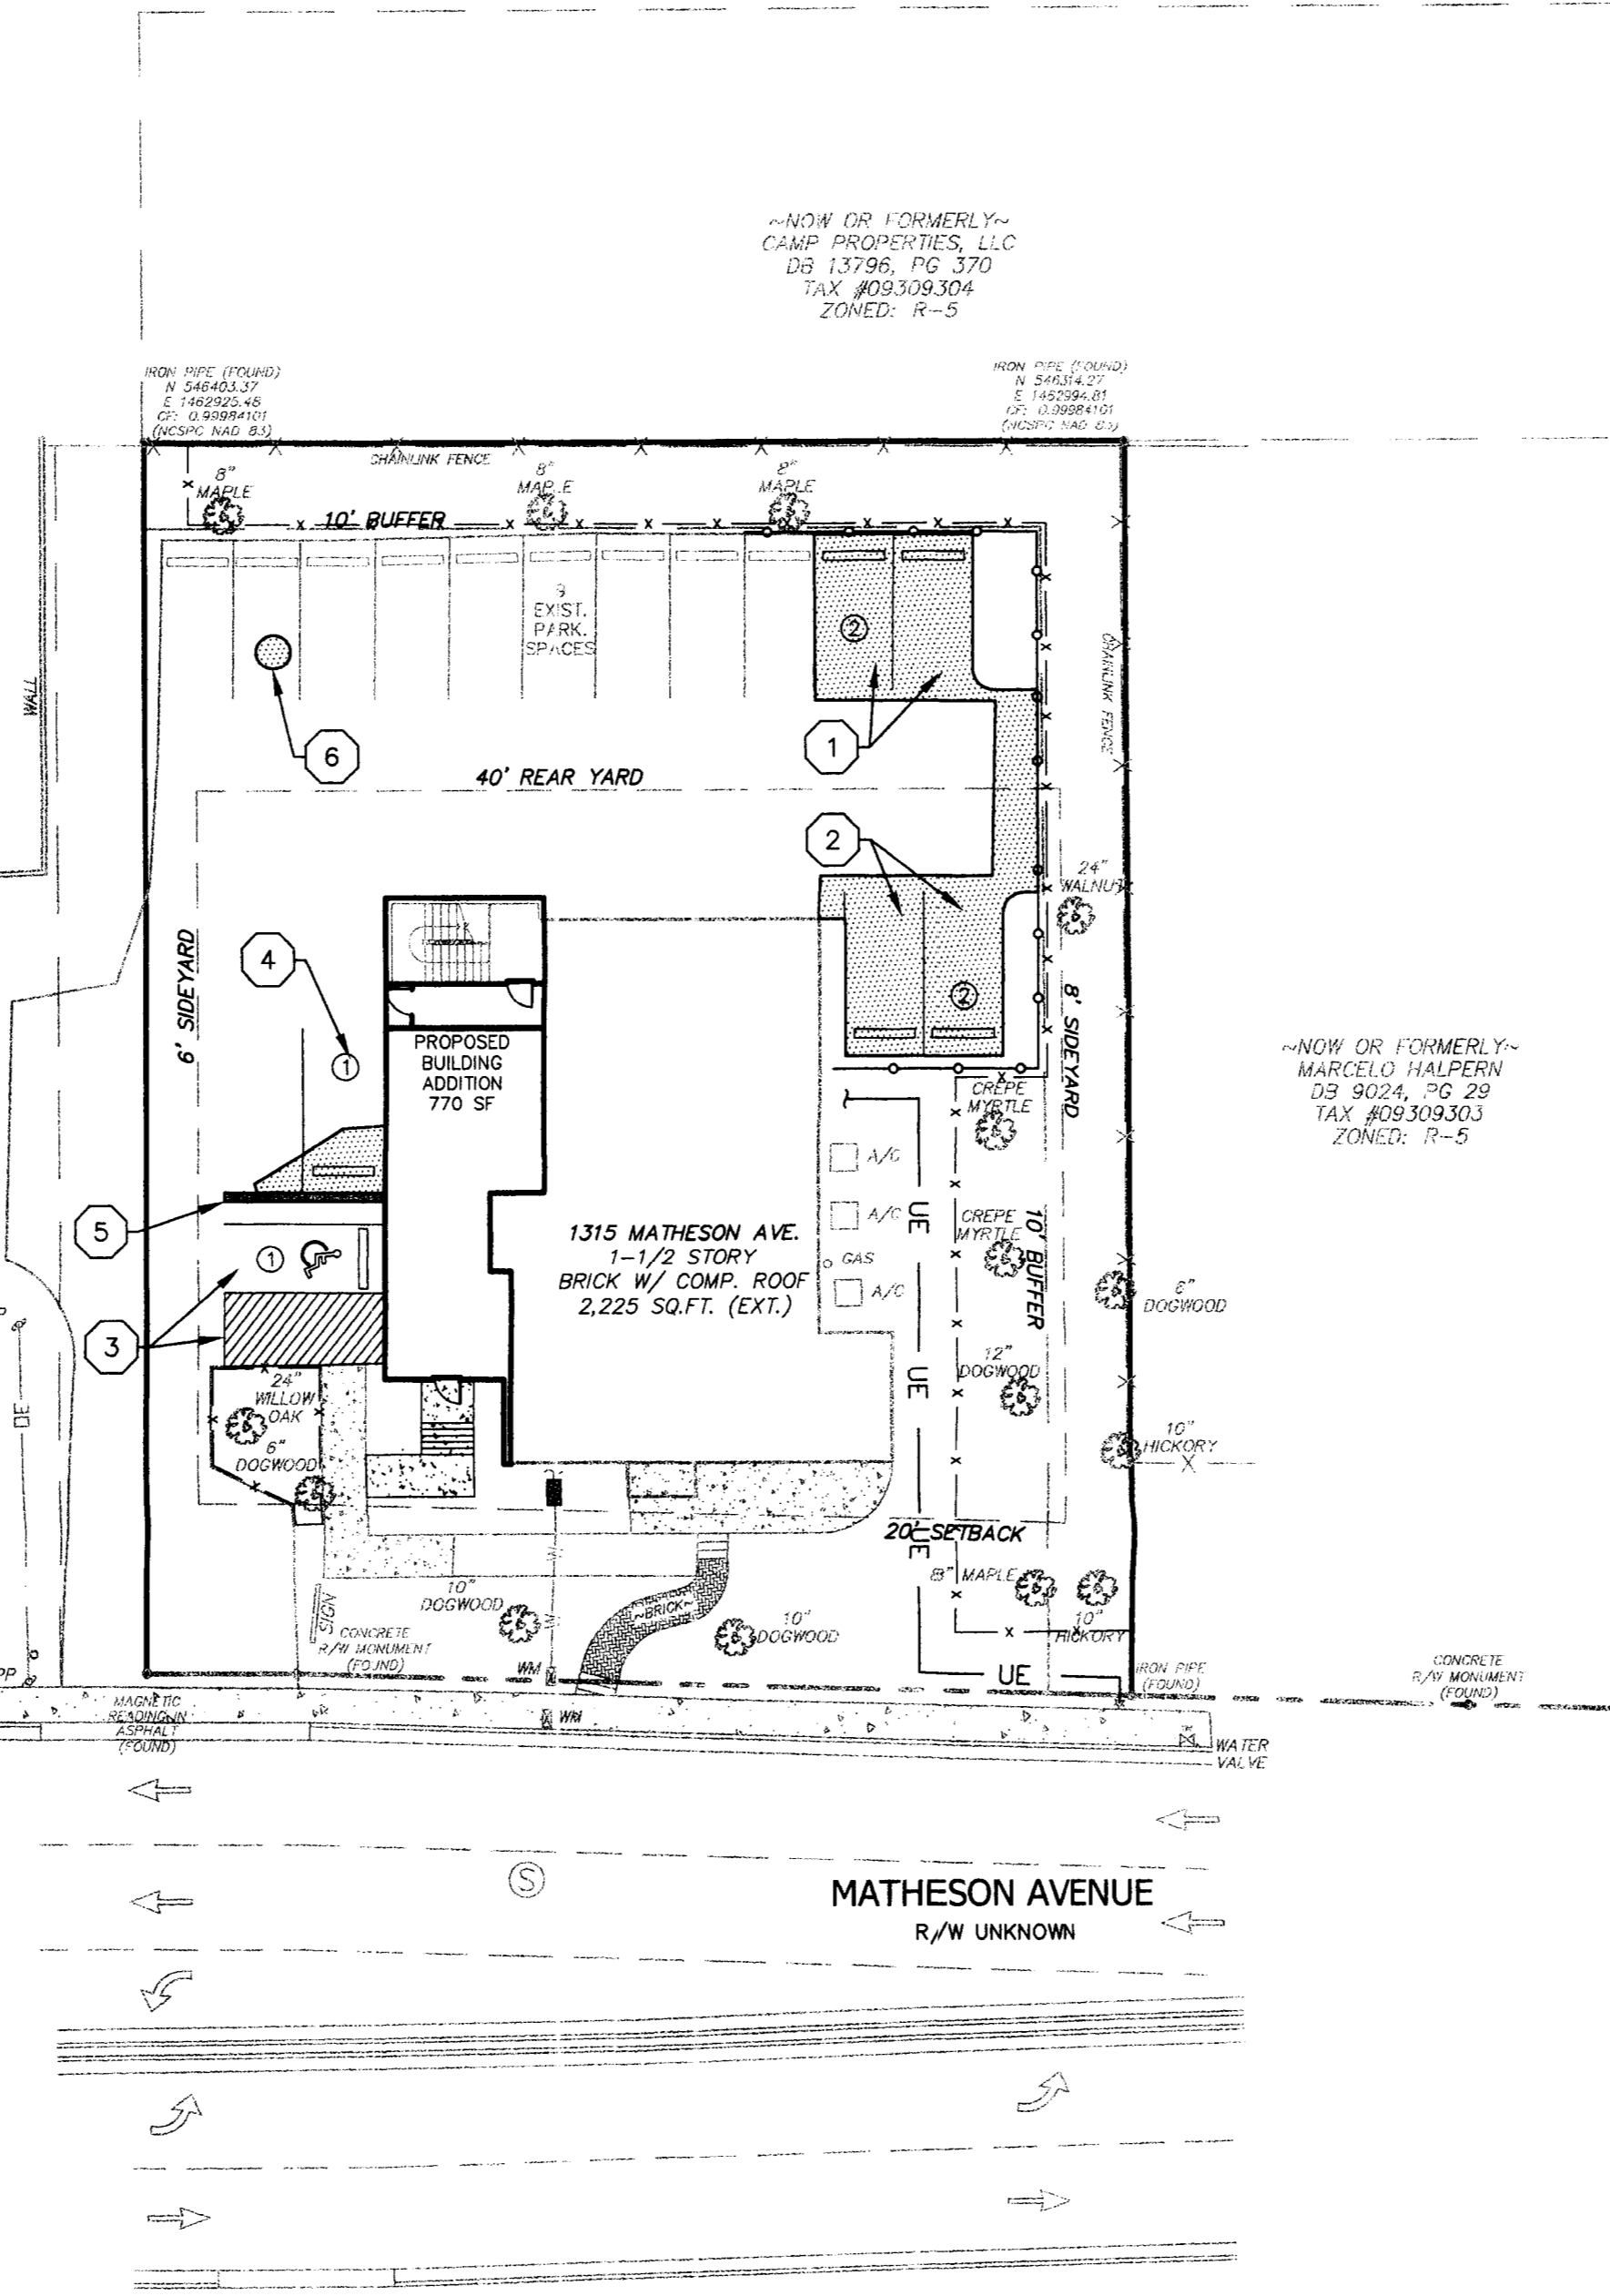 ~NOW OR FORMERLY~
CAMP PROPERTIES, LLC
DB 13796, PG 370
TAX #09309304
ZONED: R-5
IRON PIPE (FOUND)
N 546403.37
E 1462925.48
CF: 0.99984101
(NCSPC NAD 83)
IRON PIPE (FOUND)
N 546314.27
E 1462994.81
CF: 0.99984101
(NCSPC NAD 83)
CHAINLINK FENCE
8"
MAPLE
8"
MAPLE
8"
MAPLE
10' BUFFER
9
EXIST.
PARK.
SPACES
2
CHAINLINK FENCE
WALL
6
1
40' REAR YARD
2
24"
WALNUT
4
6' SIDEYARD
2
8' SIDEYARD
PROPOSED
BUILDING
ADDITION
770 SF
1
~NOW OR FORMERLY~
MARCELO HALPERN
DB 9024, PG 29
TAX #09309303
ZONED: R-5
CREPE
MYRTLE
A/C
5
A/C
UE
CREPE
MYRTLE
10' BUFFER
1315 MATHESON AVE.
1-1/2 STORY
BRICK W/ COMP. ROOF
2,225 SQ.FT. (EXT.)
GAS
A/C
1
6"
DOGWOOD
3
12"
DOGWOOD
UE
24"
WILLOW
OAK
6"
DOGWOOD
OE
10"
HICKORY
20' SETBACK
UE
8" MAPLE
10"
HICKORY
10"
DOGWOOD
~BRICK~
10"
DOGWOOD
SIGN
CONCRETE
R/W MONUMENT
(FOUND)
WM
UE
IRON PIPE
(FOUND)
CONCRETE
R/W MONUMENT
(FOUND)
PP
MAGNETIC
READING IN
ASPHALT
(FOUND)
WM
WATER
VALVE
S
MATHESON AVENUE
R/W UNKNOWN